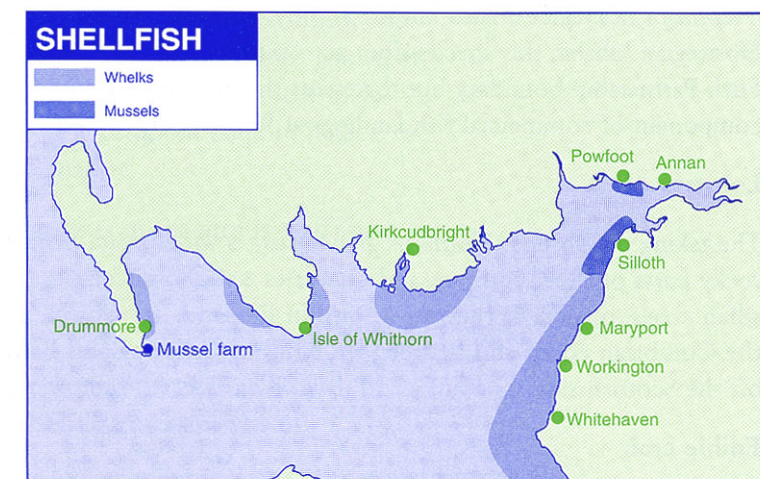 SHELLFISH
Whelks
Mussels
Powfoot
Annan
Kirkcudbright
Silloth
Drummore
Isle of Whithorn
Maryport
Mussel farm
Workington
Whitehaven